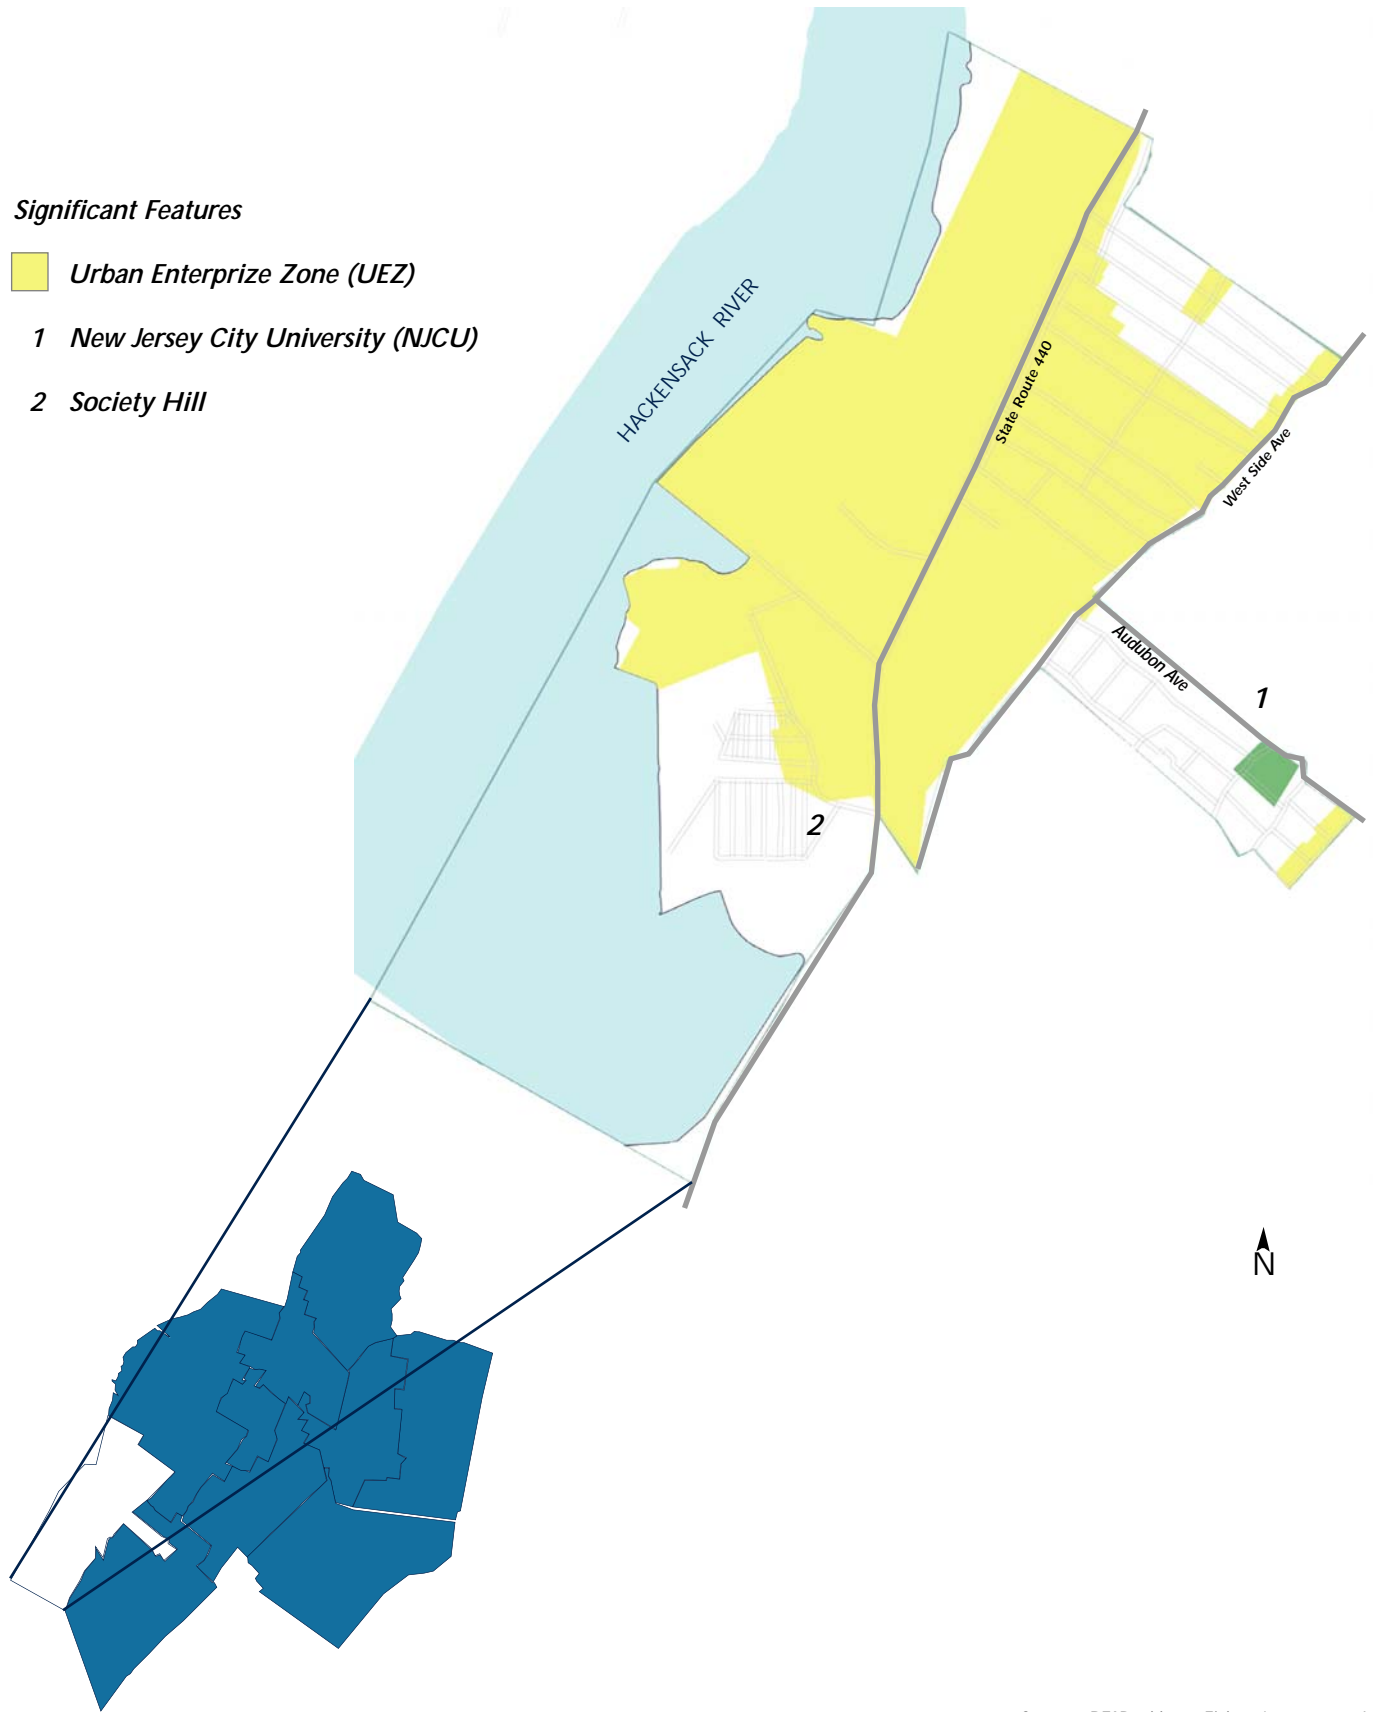 Significant Features
Urban Enterprize Zone (UEZ)
1 New Jersey City University (NJCU)
2 Society Hill
HACKENSACK RIVER
State Route 440
West Side Ave
Audubon Ave
1
2
N